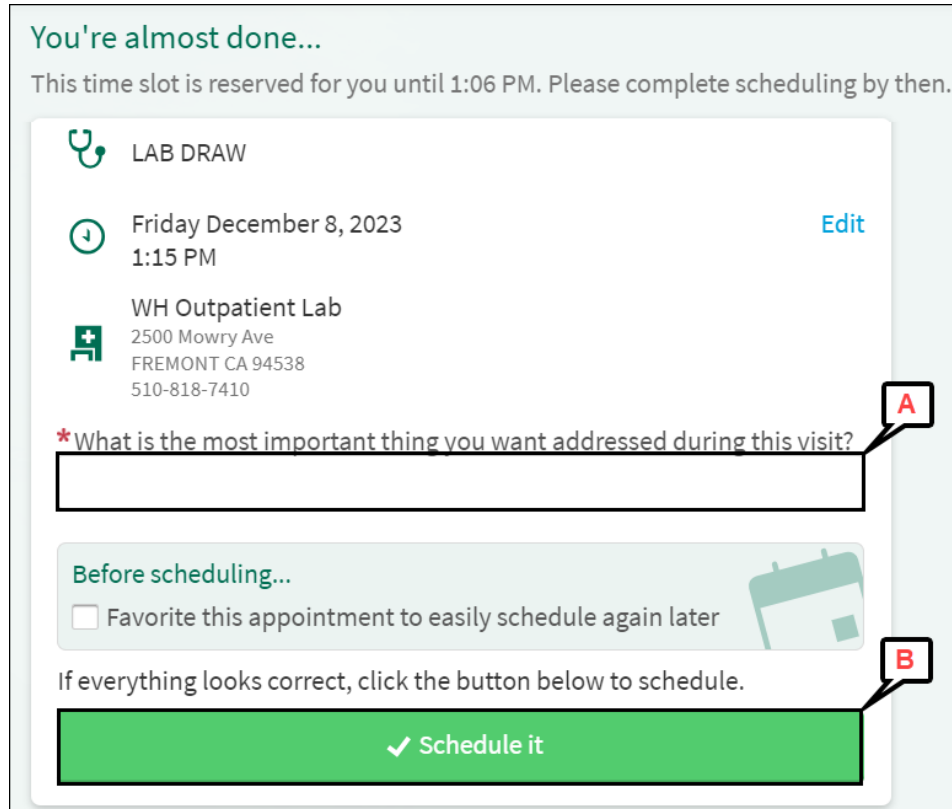 You're almost done...
This time slot is reserved for you until 1:06 PM. Please complete scheduling by then.
LAB DRAW
Friday December 8, 2023
Edit
1:15 PM
WH Outpatient Lab
2500 Mowry Ave
FREMONT CA 94538
510-818-7410
A
*What is the most important thing you want addressed during this visit?
Before scheduling...
Favorite this appointment to easily schedule again later
B
If everything looks correct, click the button below to schedule.
✓ Schedule it